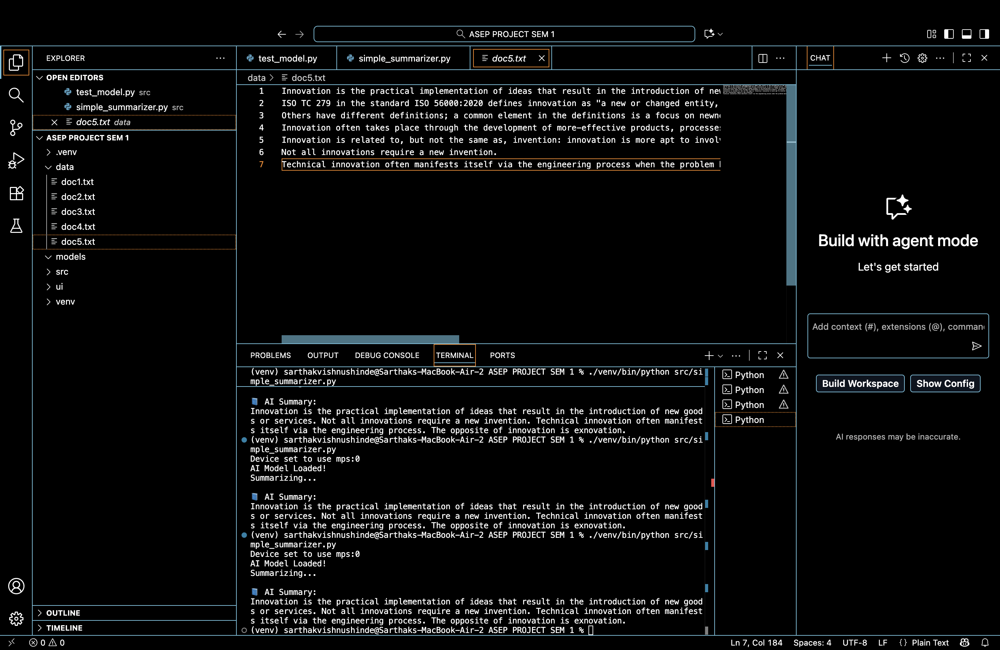 ASEP PROJECT SEM 1
EXPLORER
OPEN EDITORS
test_model.py src
simple_summarizer.py src
doc5.txt data
ASEP PROJECT SEM 1
.venv
data
doc1.txt
doc2.txt
doc3.txt
doc4.txt
doc5.txt
models
src
ui
venv
OUTLINE
TIMELINE
test_model.py
simple_summarizer.py
doc5.txt
data > doc5.txt
1 Innovation is the practical implementation of ideas that result in the introduction of new
2 ISO TC 279 in the standard ISO 56000:2020 defines innovation as "a new or changed entity,
3 Others have different definitions; a common element in the definitions is a focus on
4 Innovation often takes place through the development of more-effective products,
5 Innovation is related to, but not the same as, invention: innovation is more apt to
6 Not all innovations require a new invention.
7 Technical innovation often manifests itself via the engineering process when the problem
PROBLEMS OUTPUT DEBUG CONSOLE TERMINAL PORTS
(venv) sarthakvishnushinde@Sarthaks-MacBook-Air-2 ASEP PROJECT SEM 1 % ./venv/bin/python src/si
mple_summarizer.py
AI Summary:
Innovation is the practical implementation of ideas that result in the introduction of new good
s or services. Not all innovations require a new invention. Technical innovation often manifest
s itself via the engineering process. The opposite of innovation is exnovation.
(venv) sarthakvishnushinde@Sarthaks-MacBook-Air-2 ASEP PROJECT SEM 1 % ./venv/bin/python src/si
mple_summarizer.py
Device set to use mps:0
AI Model Loaded!
Summarizing...
AI Summary:
Innovation is the practical implementation of ideas that result in the introduction of new good
s or services. Not all innovations require a new invention. Technical innovation often manifest
s itself via the engineering process. The opposite of innovation is exnovation.
(venv) sarthakvishnushinde@Sarthaks-MacBook-Air-2 ASEP PROJECT SEM 1 % ./venv/bin/python src/si
mple_summarizer.py
Device set to use mps:0
AI Model Loaded!
Summarizing...
AI Summary:
Innovation is the practical implementation of ideas that result in the introduction of new good
s or services. Not all innovations require a new invention. Technical innovation often manifest
s itself via the engineering process. The opposite of innovation is exnovation.
(venv) sarthakvishnushinde@Sarthaks-MacBook-Air-2 ASEP PROJECT SEM 1 %
Python
Python
Python
Python
CHAT
Build with agent mode
Let's get started
Add context (#), extensions (@),
Build Workspace Show Config
AI responses may be inaccurate.
0 0
Ln 7, Col 184 Spaces: 4 UTF-8 LF {} Plain Text